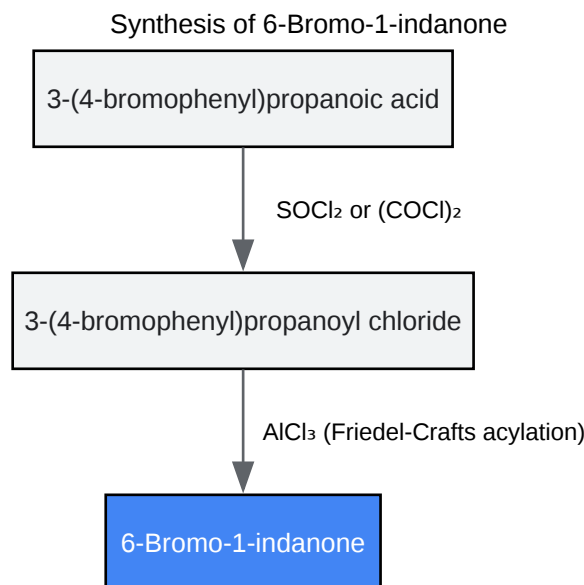 Synthesis of 6-Bromo-1-indanone
3-(4-bromophenyl)propanoic acid
SOCl₂ or (COCl)₂
3-(4-bromophenyl)propanoyl chloride
AlCl₃ (Friedel-Crafts acylation)
6-Bromo-1-indanone